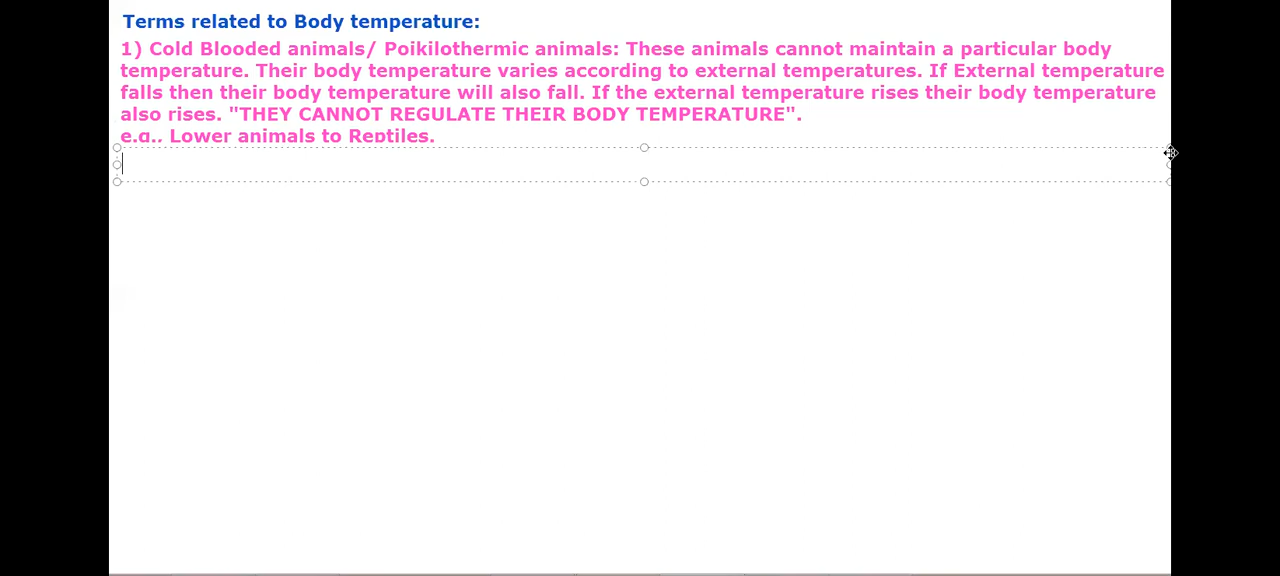 Terms related to Body temperature:
1) Cold Blooded animals/ Poikilothermic animals: These animals cannot maintain a particular body
temperature. Their body temperature varies according to external temperatures. If External temperature
falls then their body temperature will also fall. If the external temperature rises their body temperature
also rises. "THEY CANNOT REGULATE THEIR BODY TEMPERATURE".
e.g., Lower animals to Reptiles.